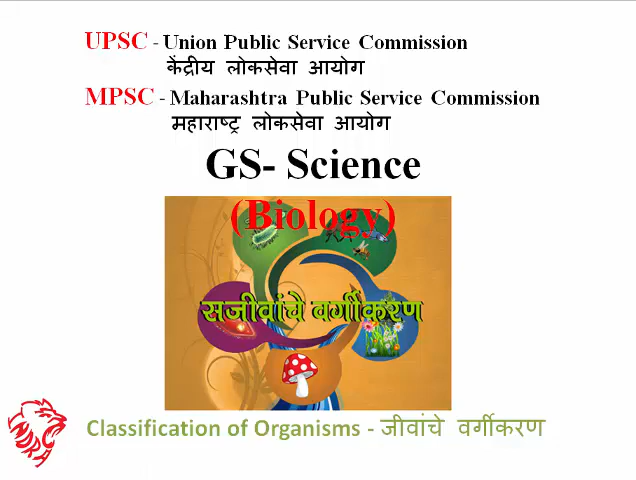 UPSC - Union Public Service Commission
केंद्रीय लोकसेवा आयोग
MPSC - Maharashtra Public Service Commission
महाराष्ट्र लोकसेवा आयोग
GS- Science
(Biology)
सजीवांचे वर्गीकरण
INDRA
Classification of Organisms - जीवांचे वर्गीकरण